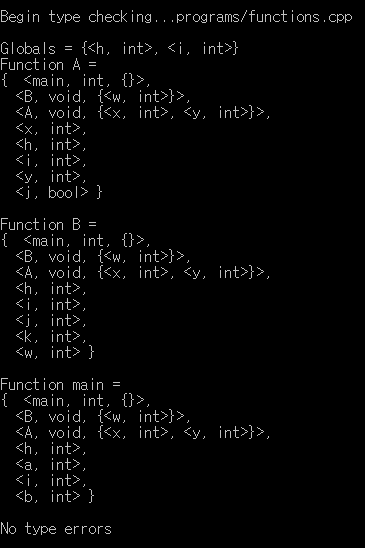 Begin type checking...programs/functions.cpp
Globals = {<h, int>, <i, int>}
Function A =
{  <main, int, {}>,
<B, void, {<w, int>}>,
<A, void, {<x, int>, <y, int>}>,
<x, int>,
<h, int>,
<i, int>,
<y, int>,
<j, bool> }
Function B =
{  <main, int, {}>,
<B, void, {<w, int>}>,
<A, void, {<x, int>, <y, int>}>,
<h, int>,
<i, int>,
<j, int>,
<k, int>,
<w, int> }
Function main =
{  <main, int, {}>,
<B, void, {<w, int>}>,
<A, void, {<x, int>, <y, int>}>,
<h, int>,
<a, int>,
<i, int>,
<b, int> }
No type errors